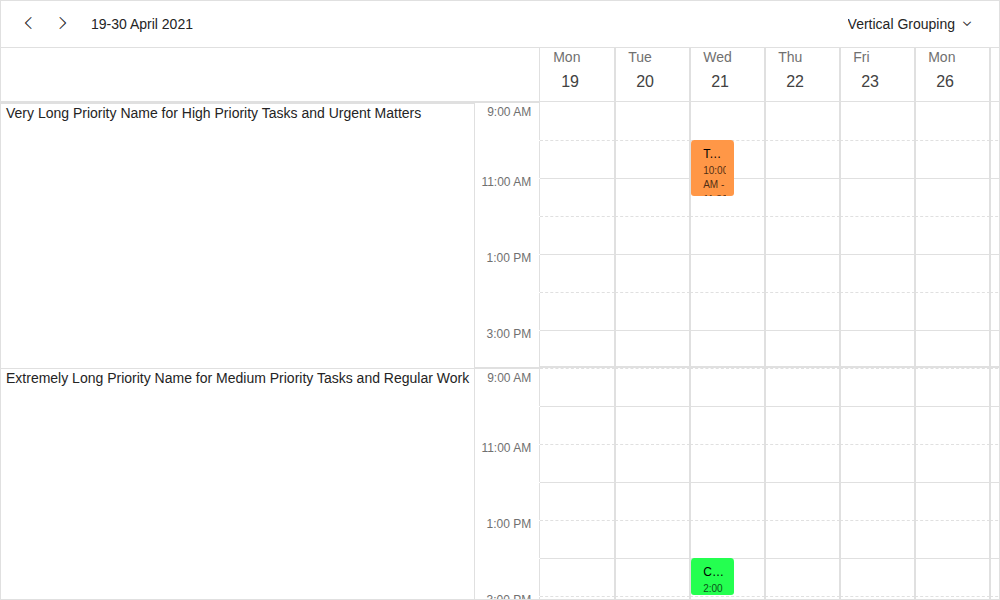 19-30 April 2021
Vertical Grouping
Mon Tue Wed Thu Fri Mon
19 20 21 22 23 26
Very Long Priority Name for High Priority Tasks and Urgent Matters
9:00 AM
T...
10:00
AM -
11:00 AM
1:00 PM
3:00 PM
Extremely Long Priority Name for Medium Priority Tasks and Regular Work
9:00 AM
11:00 AM
1:00 PM
C...
2:00
3:00 PM